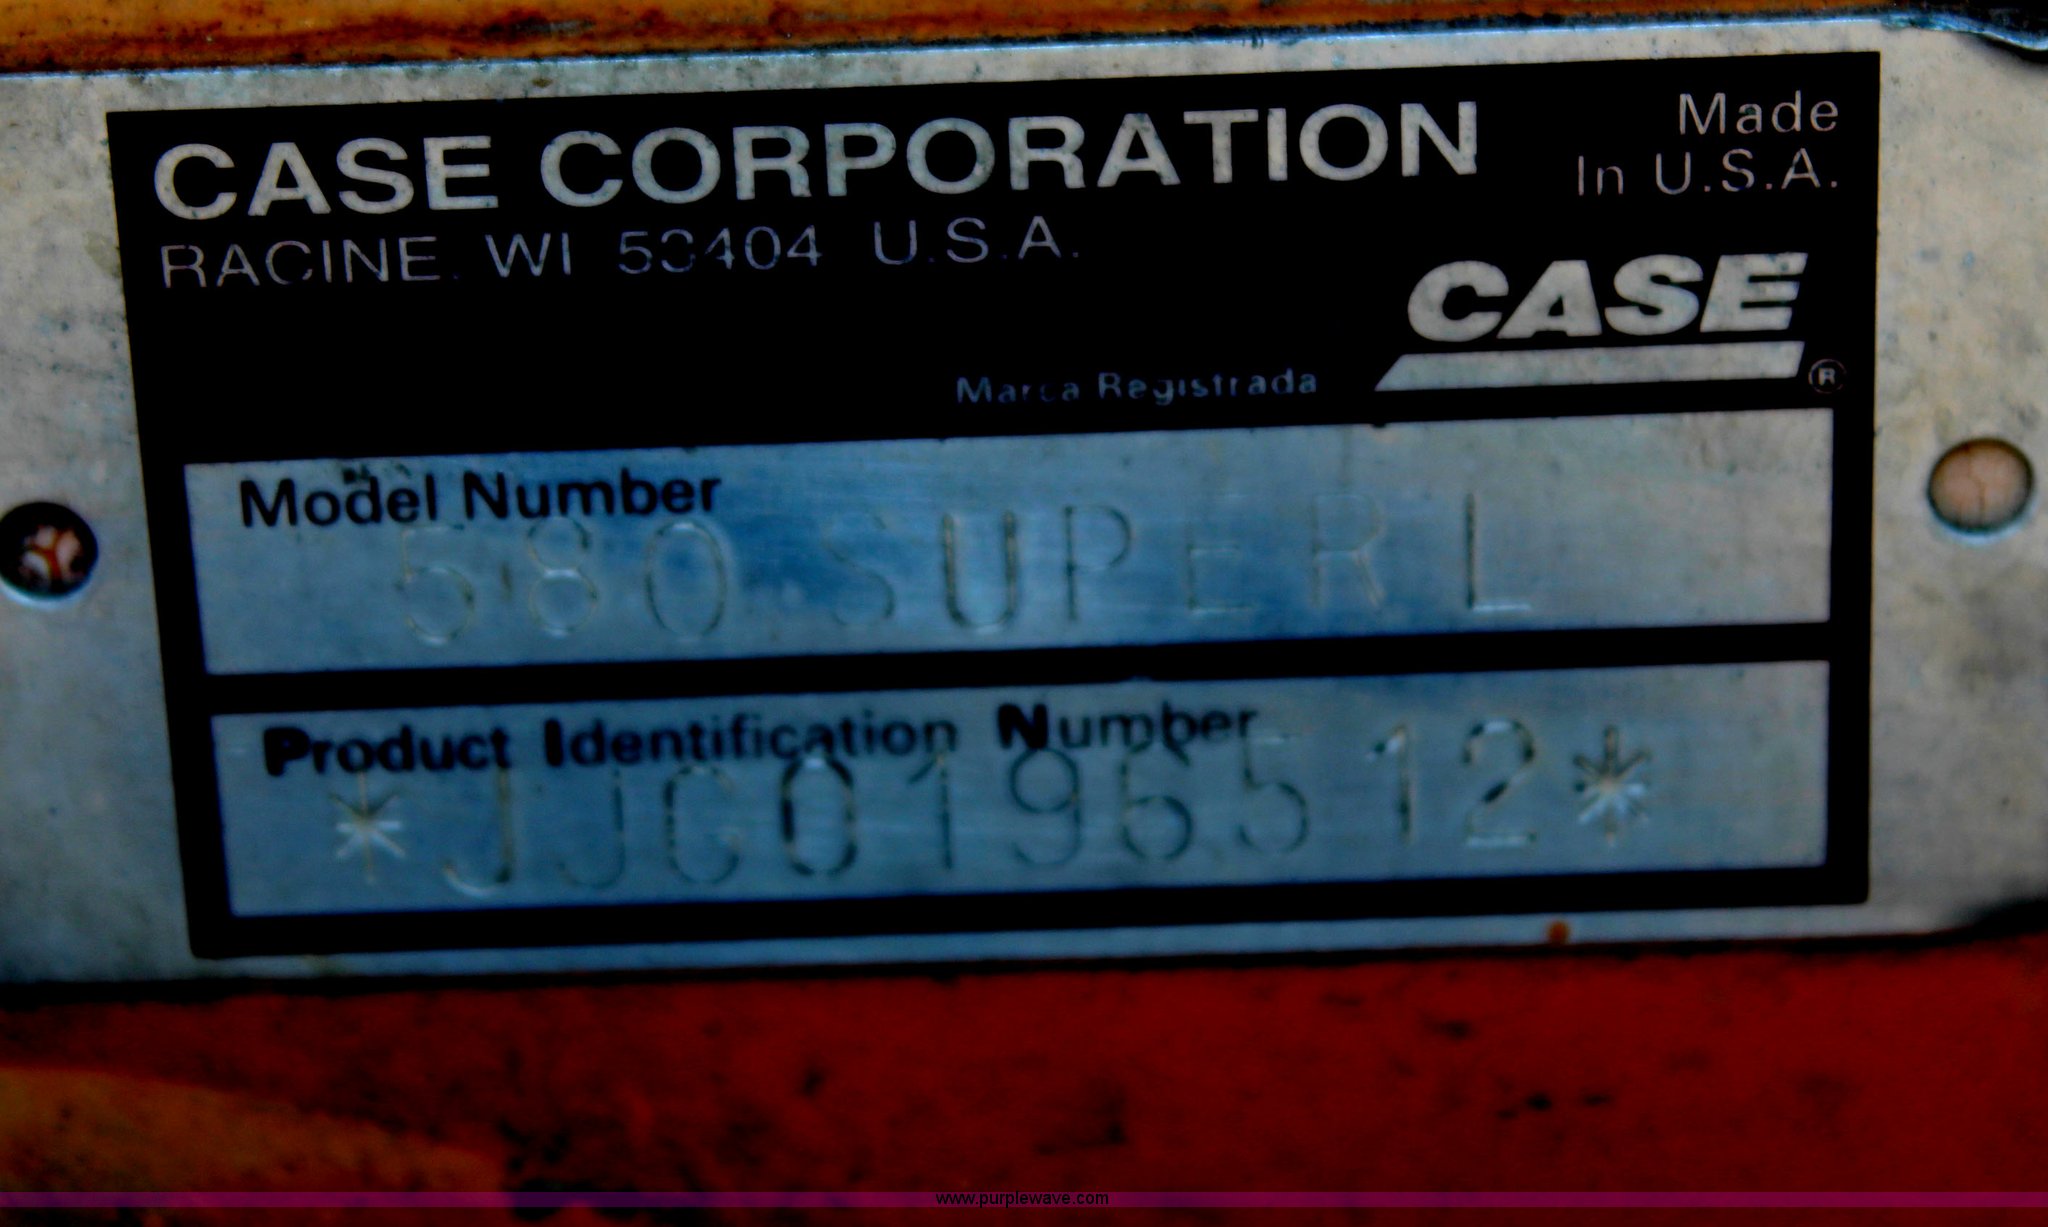 CASE CORPORATION
Made
In U.S.A.
RACINE, WI 53404 U.S.A.
CASE
Marca Registrada ®
Model Number
580 SUPER L
Product Identification Number
*JJG0196512*
www.purplewave.com